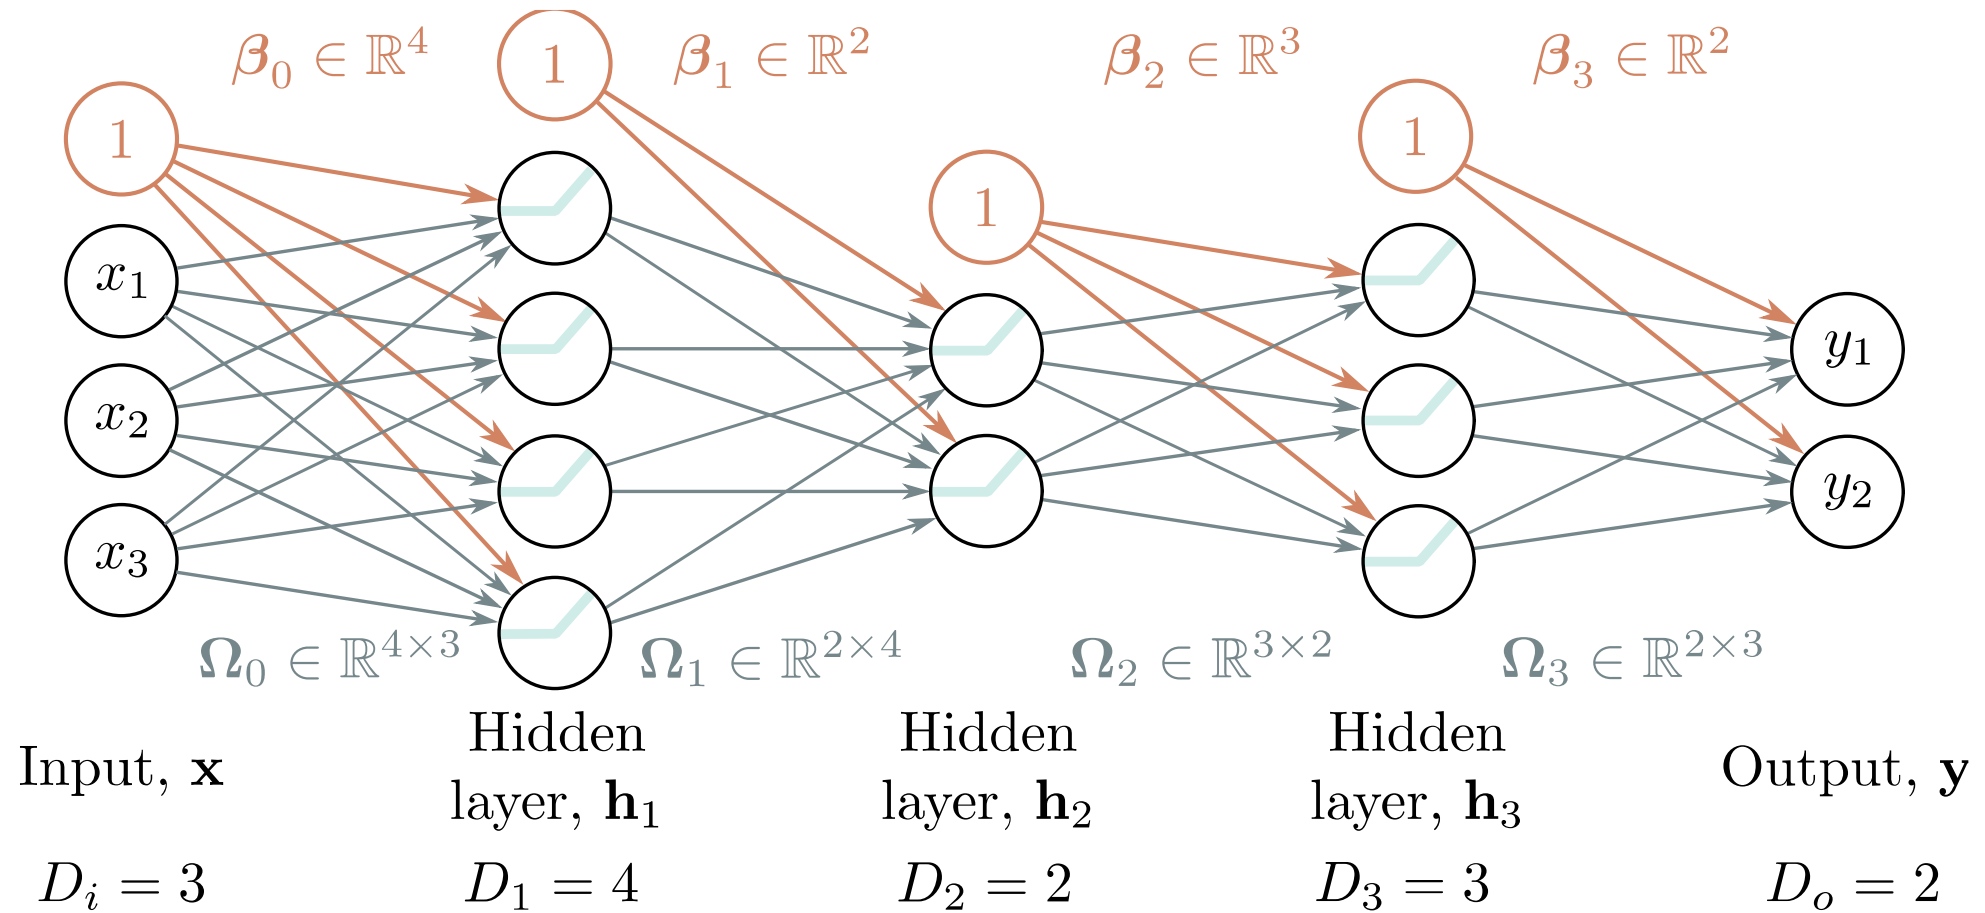 β₀ ∈ ℝ⁴
β₁ ∈ ℝ²
β₂ ∈ ℝ³
β₃ ∈ ℝ²
1
1
1
1
x₁
x₂
x₃
y₁
y₂
Ω₀ ∈ ℝ⁴ˣ³
Ω₁ ∈ ℝ²ˣ⁴
Ω₂ ∈ ℝ³ˣ²
Ω₃ ∈ ℝ²ˣ³
Input, x
Hidden
layer, h₁
Hidden
layer, h₂
Hidden
layer, h₃
Output, y
Dᵢ = 3
D₁ = 4
D₂ = 2
D₃ = 3
Dₒ = 2